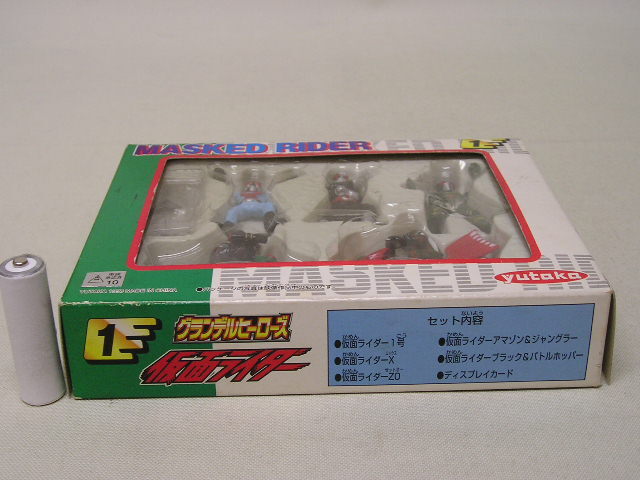 MASKED RIDER
1
MASKED
yutaka
1
グランデルヒーローズ
仮面ライダー
セット内容
●仮面ライダー1号
●仮面ライダーX
●仮面ライダーZO
●仮面ライダーアマゾン&ジャングラー
●仮面ライダーブラック&バトルホッパー
●ディスプレイカード